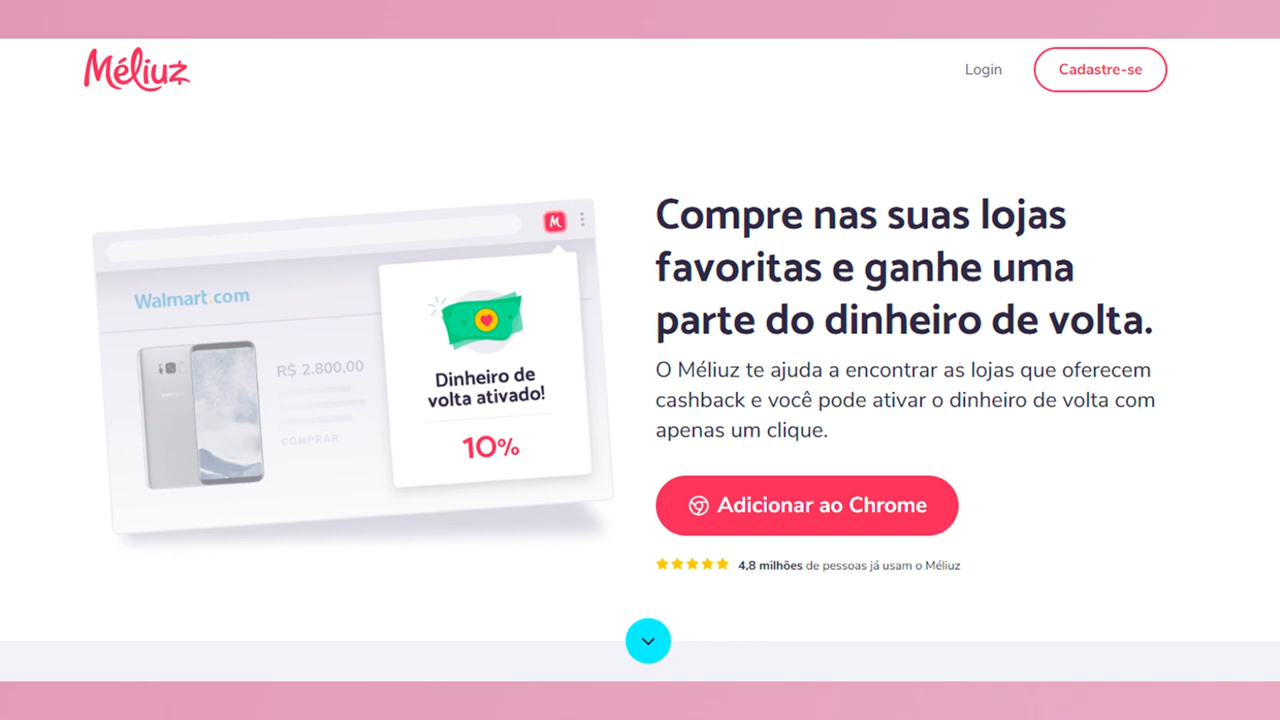 Méliuz
Login
Cadastre-se
Walmart.com
R$ 2.800,00
COMPRAR
Dinheiro de
volta ativado!
10%
Compre nas suas lojas
favoritas e ganhe uma
parte do dinheiro de volta.
O Méliuz te ajuda a encontrar as lojas que oferecem
cashback e você pode ativar o dinheiro de volta com
apenas um clique.
Adicionar ao Chrome
4,8 milhões de pessoas já usam o Méliuz